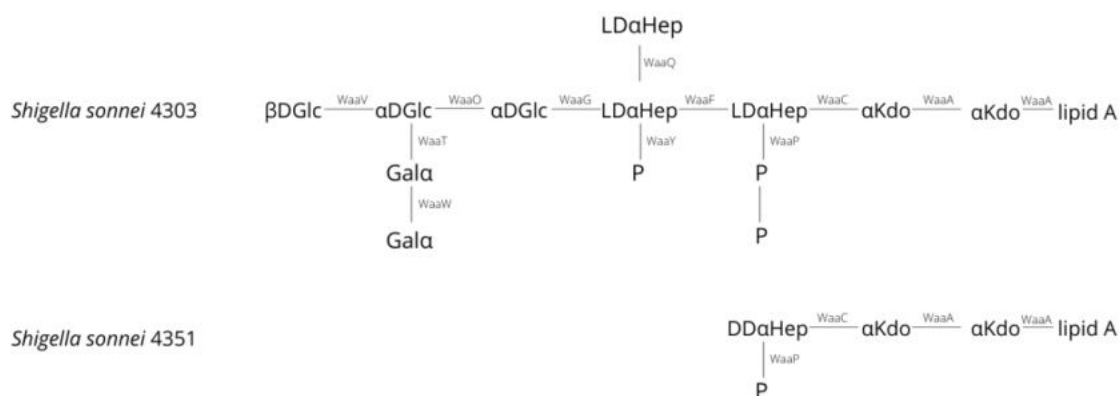 LDαHep
WaaQ
Shigella sonnei 4303 βDGlc WaaV αDGlc WaaO αDGlc WaaG LDαHep WaaF LDαHep WaaC αKdo WaaA αKdo WaaA lipid A
WaaT WaaY WaaP
Galα P P
WaaW
Galα P
Shigella sonnei 4351 DDαHep WaaC αKdo WaaA αKdo WaaA lipid A
WaaP
P